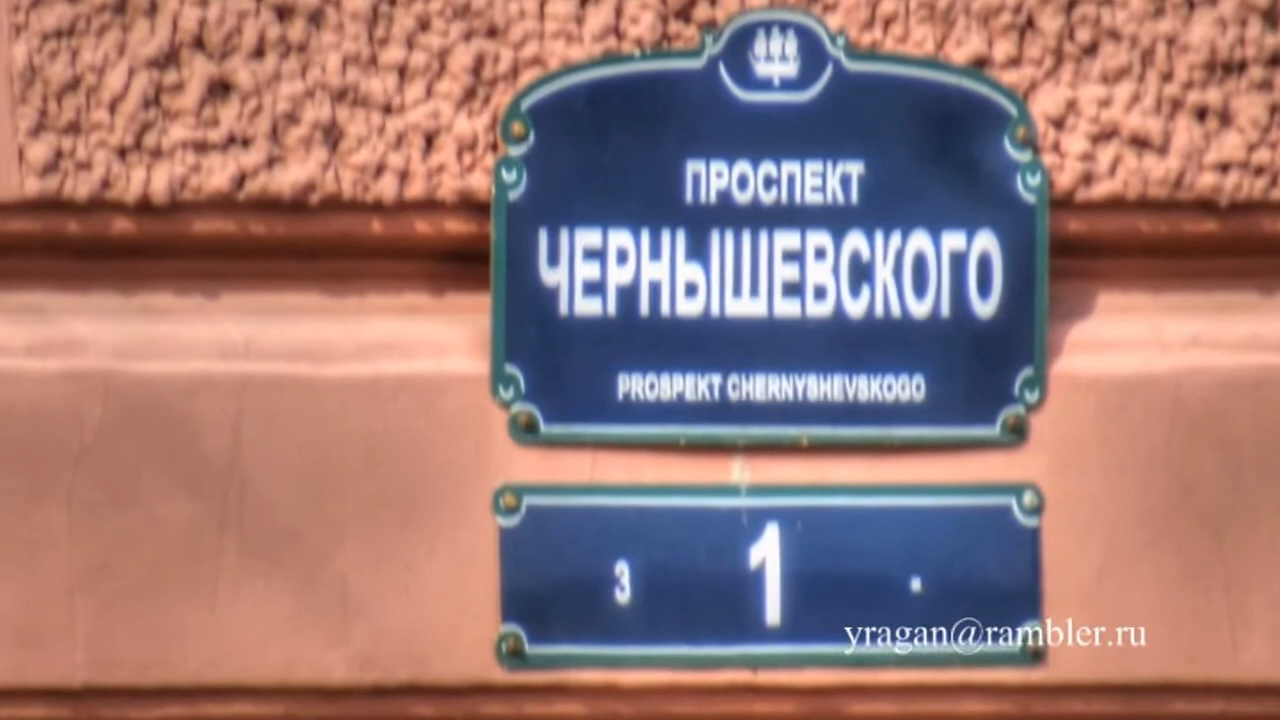 ПРОСПЕКТ
ЧЕРНЫШЕВСКОГО
PROSPEKT CHERNYSHEVSKOGO
3 1
yragan@rambler.ru